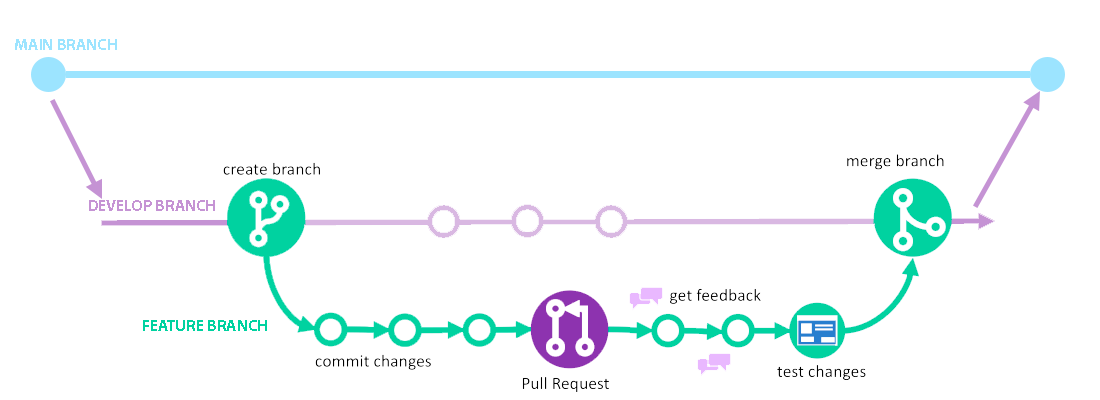 MAIN BRANCH
create branch
merge branch
DEVELOP BRANCH
FEATURE BRANCH
get feedback
commit changes
Pull Request
test changes